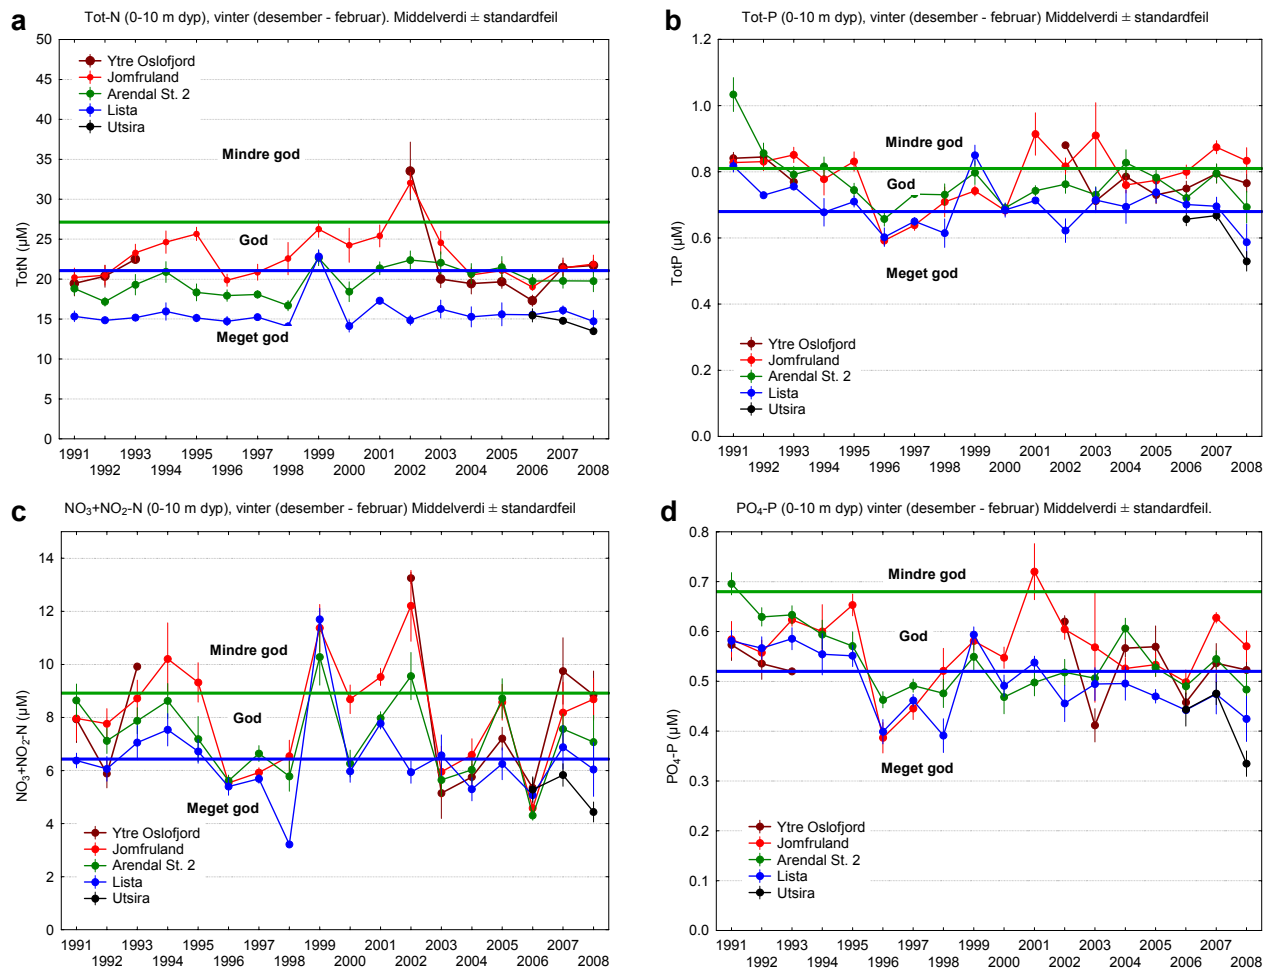 a
Tot-N (0-10 m dyp), vinter (desember - februar). Middelverdi ± standardfeil
50
45
40
35
30
25
20
15
10
5
0
TotN (µM)
Ytre Oslofjord
Jomfruland
Arendal St. 2
Lista
Utsira
Mindre god
God
Meget god
1991 1993 1995 1997 1999 2001 2003 2005 2007
1992 1994 1996 1998 2000 2002 2004 2006 2008
b
Tot-P (0-10 m dyp), vinter (desember - februar) Middelverdi ± standardfeil
1.2
1.0
0.8
0.6
0.4
0.2
0.0
TotP (µM)
Mindre god
God
Meget god
Ytre Oslofjord
Jomfruland
Arendal St. 2
Lista
Utsira
1991 1993 1995 1997 1999 2001 2003 2005 2007
1992 1994 1996 1998 2000 2002 2004 2006 2008
c
NO₃+NO₂-N (0-10 m dyp), vinter (desember - februar) Middelverdi ± standardfeil
14
12
10
8
6
4
2
0
NO₃+NO₂-N (µM)
Mindre god
God
Meget god
Ytre Oslofjord
Jomfruland
Arendal St. 2
Lista
Utsira
1991 1993 1995 1997 1999 2001 2003 2005 2007
1992 1994 1996 1998 2000 2002 2004 2006 2008
d
PO₄-P (0-10 m dyp) vinter (desember - februar) Middelverdi ± standardfeil.
0.8
0.7
0.6
0.5
0.4
0.3
0.2
0.1
0.0
PO₄-P (µM)
Mindre god
God
Meget god
Ytre Oslofjord
Jomfruland
Arendal St. 2
Lista
Utsira
1991 1993 1995 1997 1999 2001 2003 2005 2007
1992 1994 1996 1998 2000 2002 2004 2006 2008